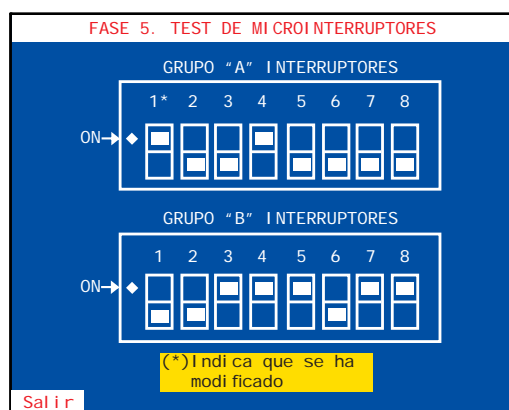 FASE 5. TEST DE MICROINTERRUPTORES
GRUPO “A” INTERRUPTORES
1* 2 3 4 5 6 7 8
ON
GRUPO “B” INTERRUPTORES
1 2 3 4 5 6 7 8
ON
(*)Indica que se ha
modificado
Salir